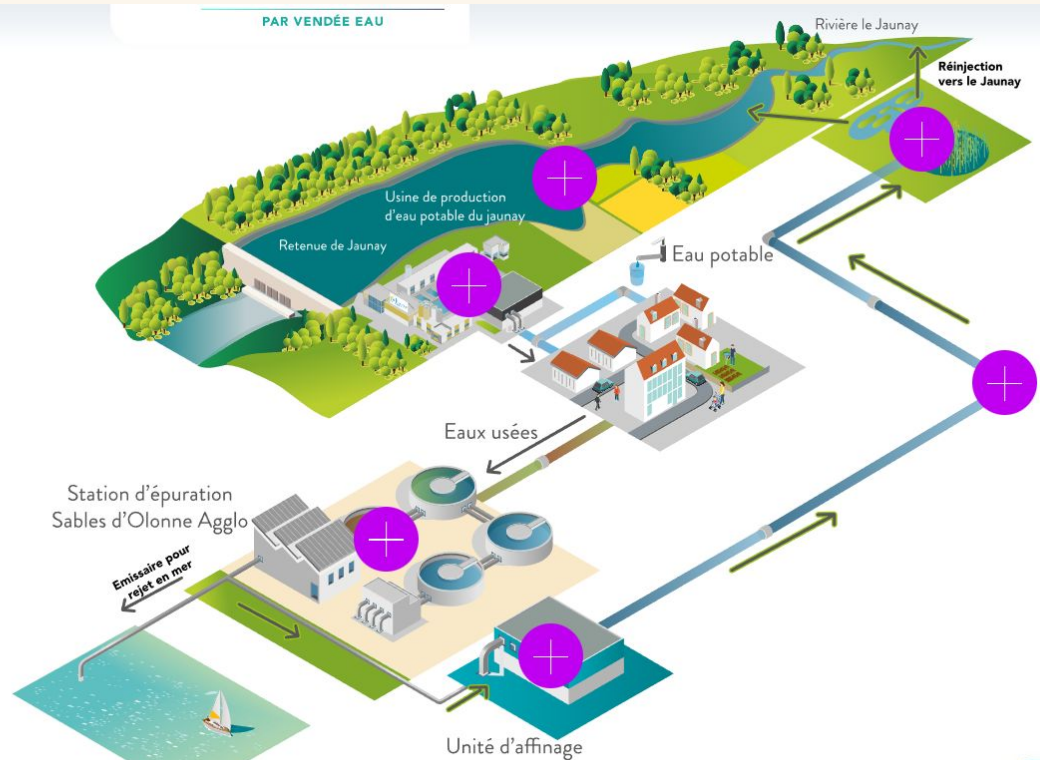 PAR VENDÉE EAU
Rivière le Jaunay
Réinjection
vers le Jaunay
Usine de production
d'eau potable du jaunay
Retenue de Jaunay
Eau potable
Eaux usées
Station d'épuration
Sables d'Olonne Agglo
Emissaire pour
rejet en mer
Unité d'affinage